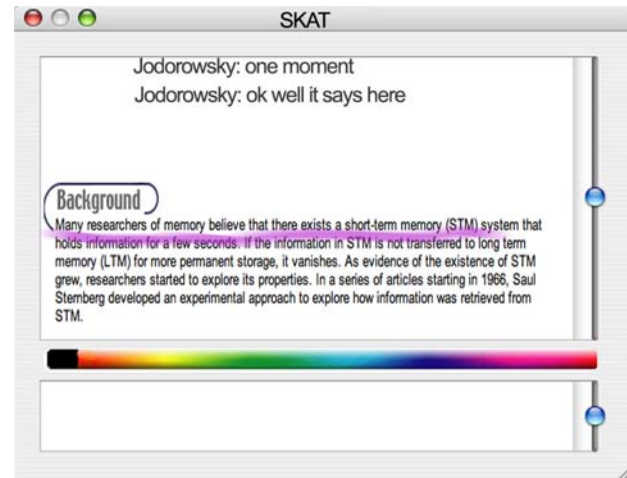 SKAT
Jodorowsky: one moment
Jodorowsky: ok well it says here
Background
Many researchers of memory believe that there exists a short-term memory (STM) system that
holds information for a few seconds. If the information in STM is not transferred to long term
memory (LTM) for more permanent storage, it vanishes. As evidence of the existence of STM
grew, researchers started to explore its properties. In a series of articles starting in 1966, Saul
Sternberg developed an experimental approach to explore how information was retrieved from
STM.